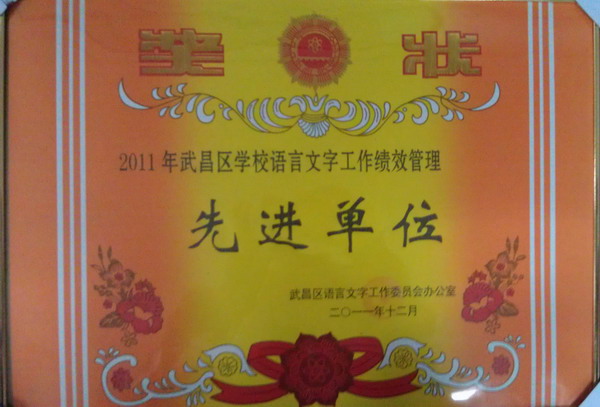 奖状
2011年武昌区学校语言文字工作绩效管理
先进单位
武昌区语言文字工作委员会办公室
二〇一一年十二月